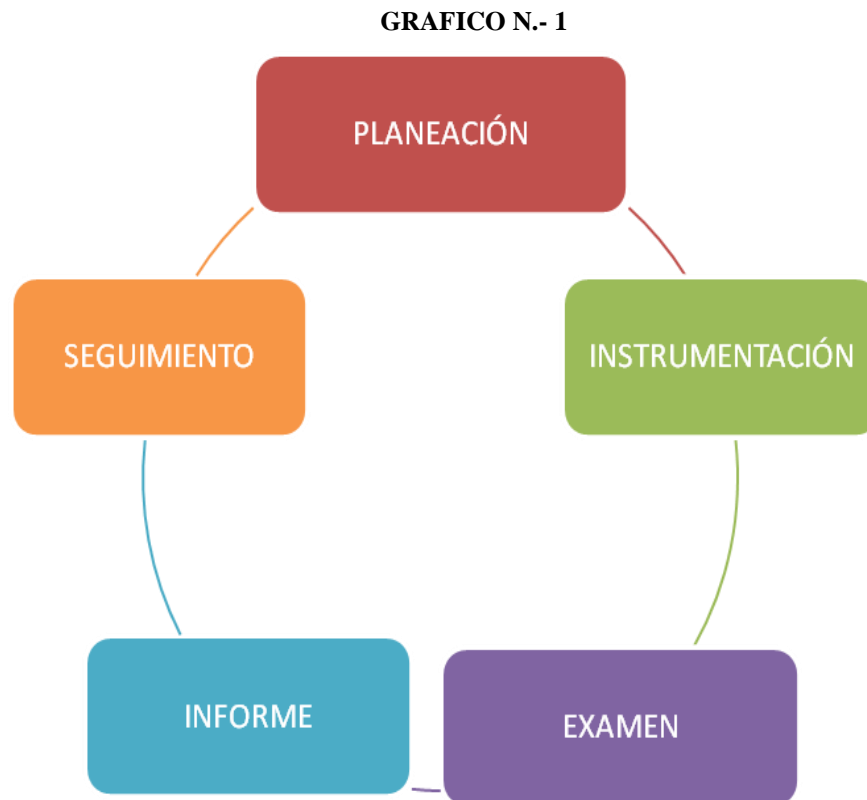 GRAFICO N.- 1
PLANEACIÓN
INSTRUMENTACIÓN
EXAMEN
INFORME
SEGUIMIENTO